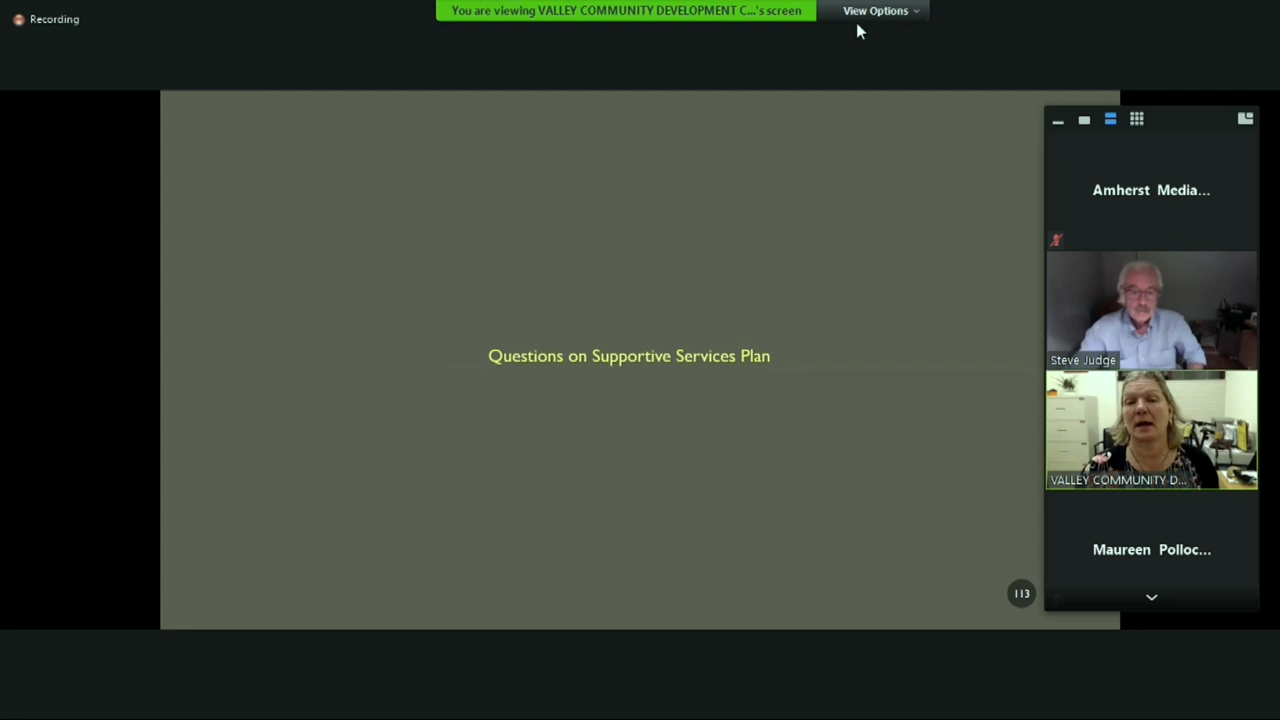 Recording
You are viewing VALLEY COMMUNITY DEVELOPMENT C...'s screen
View Options
Amherst Media...
Steve Judge
Questions on Supportive Services Plan
VALLEY COMMUNITY D...
Maureen Polloc...
113